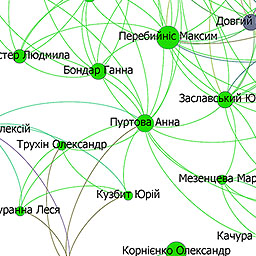 Довгий
Перебийніс Максим
стер Людмила
Бондар Ганна
Заславський Ю
Пуртова Анна
лексій
Трухін Олександр
Мезенцева Мар
Кузбит Юрій
уранна Леся
Качура
Корнієнко Олександр